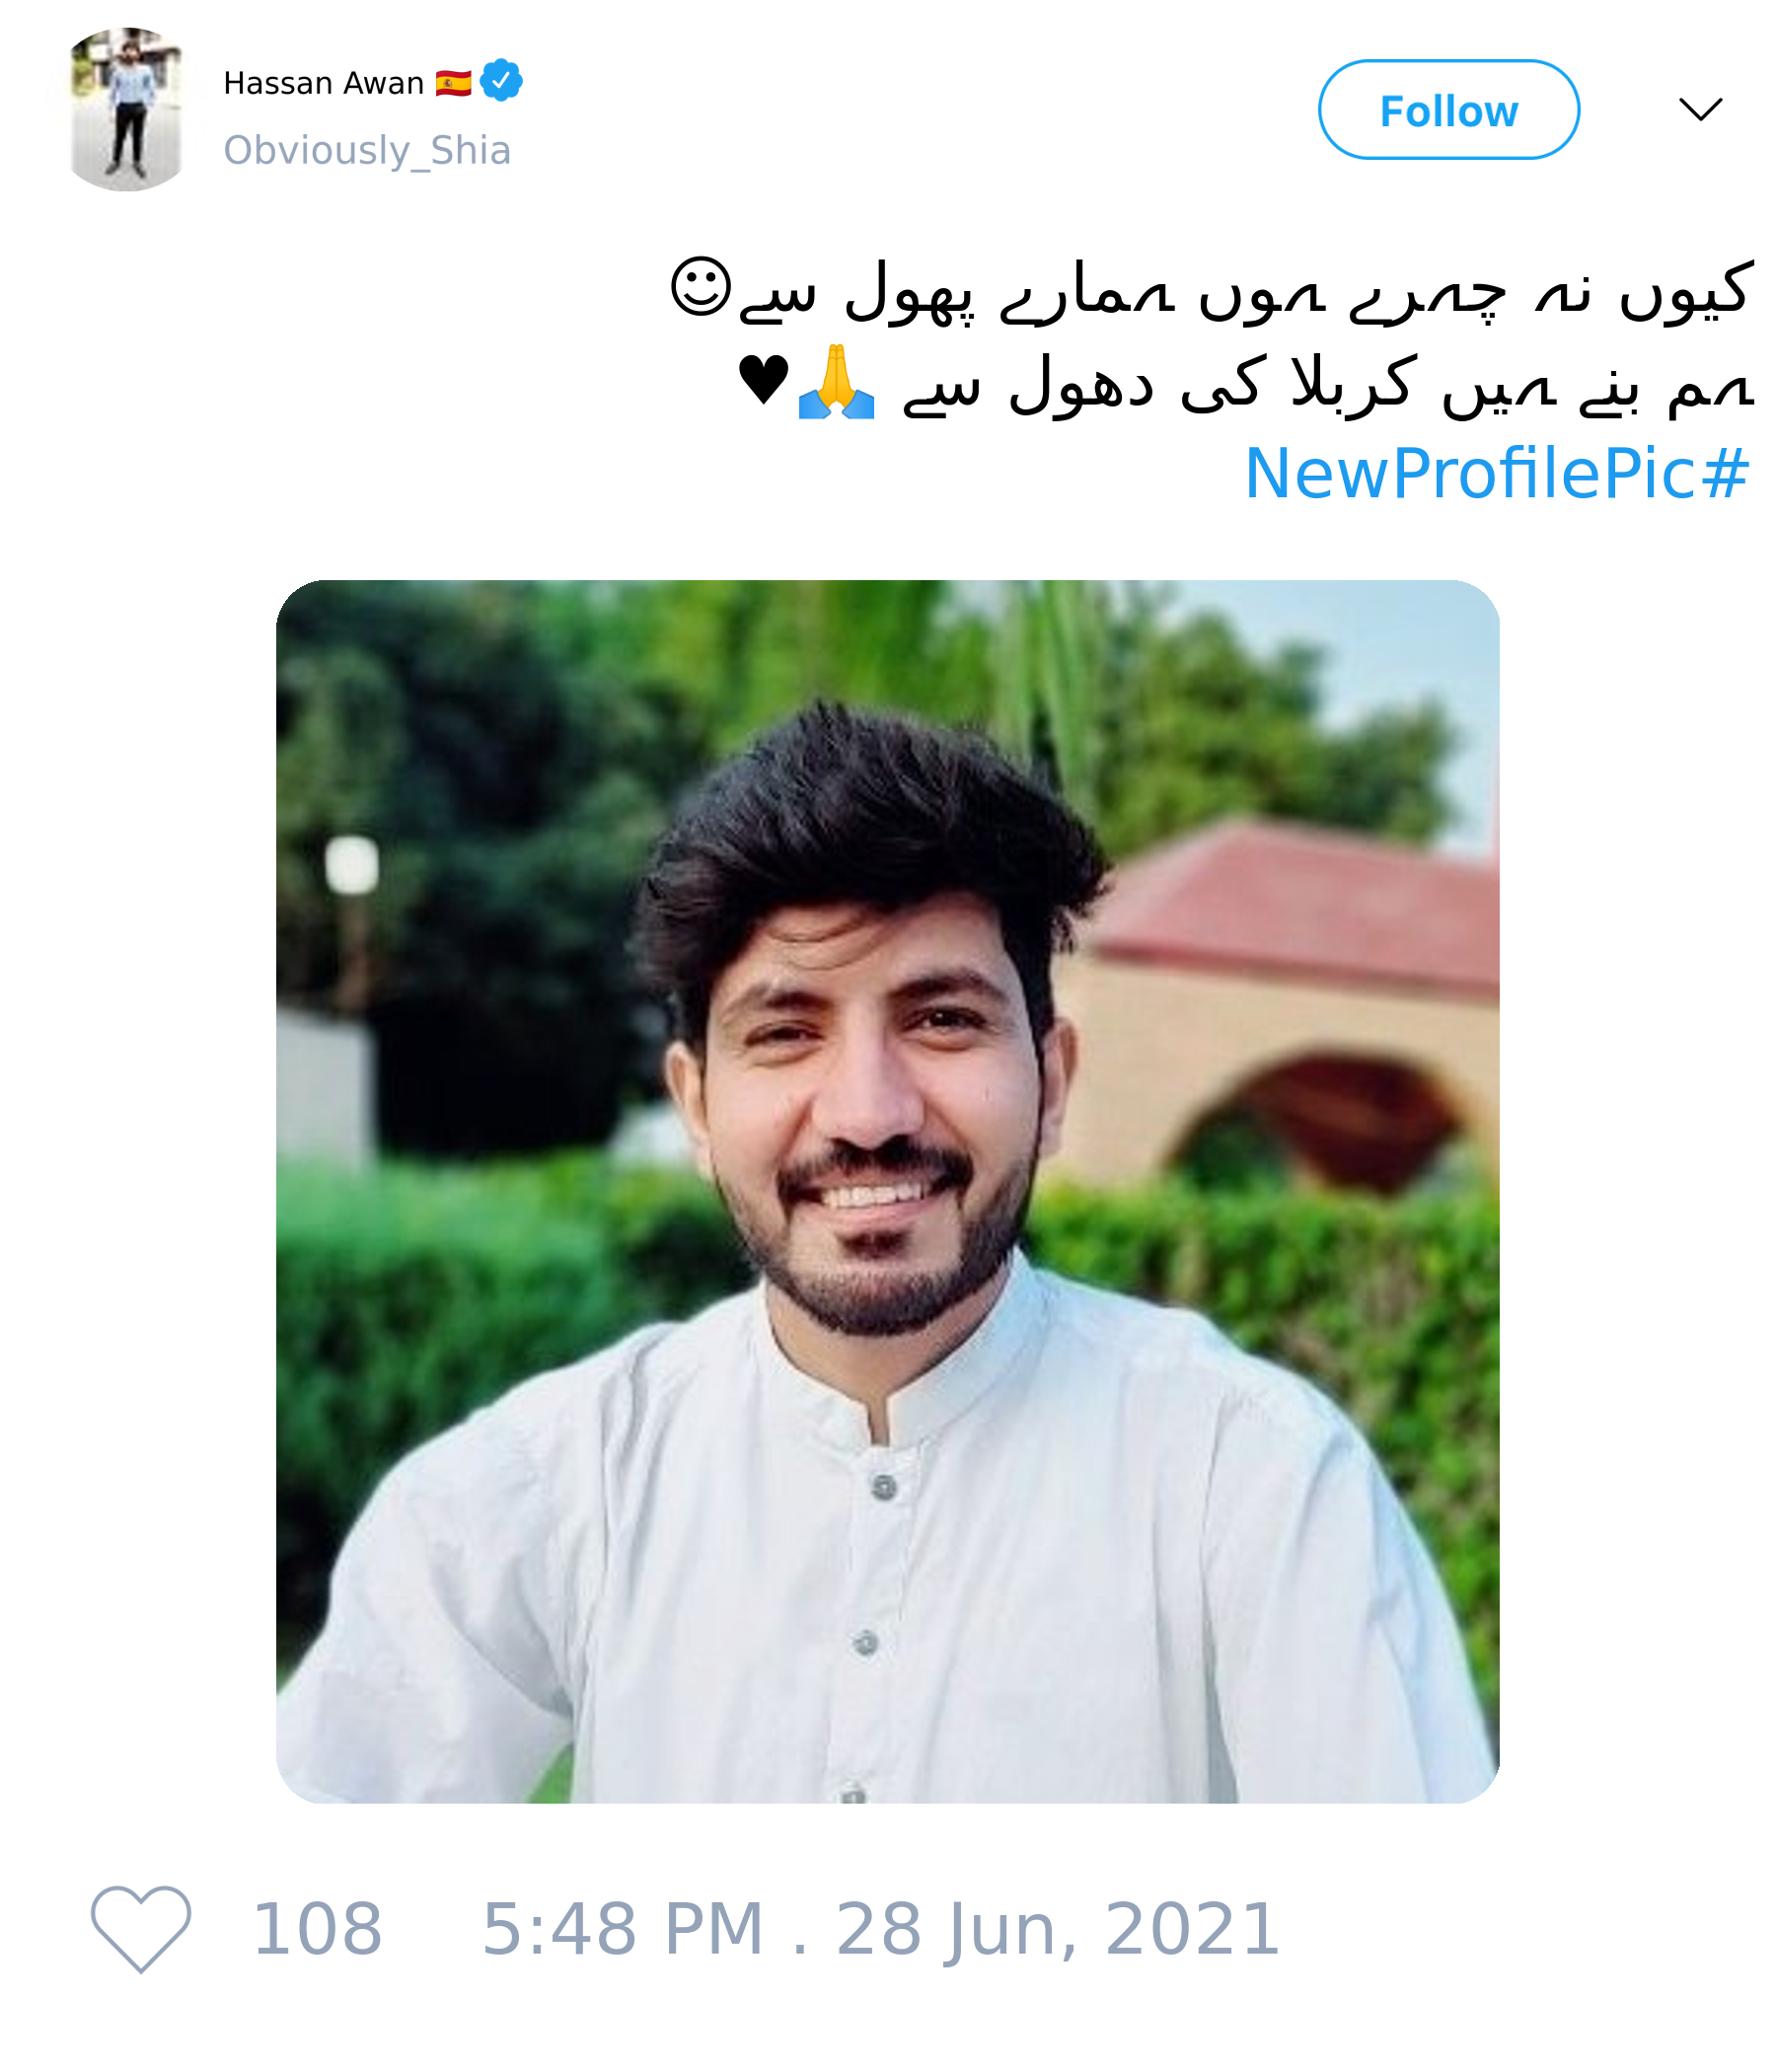 Hassan Awan 🇪🇸
Follow
Obviously_Shia
کیوں نہ چہرے ہوں ہمارے پھول سے☺
ہم بنے ہیں کربلا کی دھول سے 🙏♥
#NewProfilePic
108 5:48 PM . 28 Jun, 2021